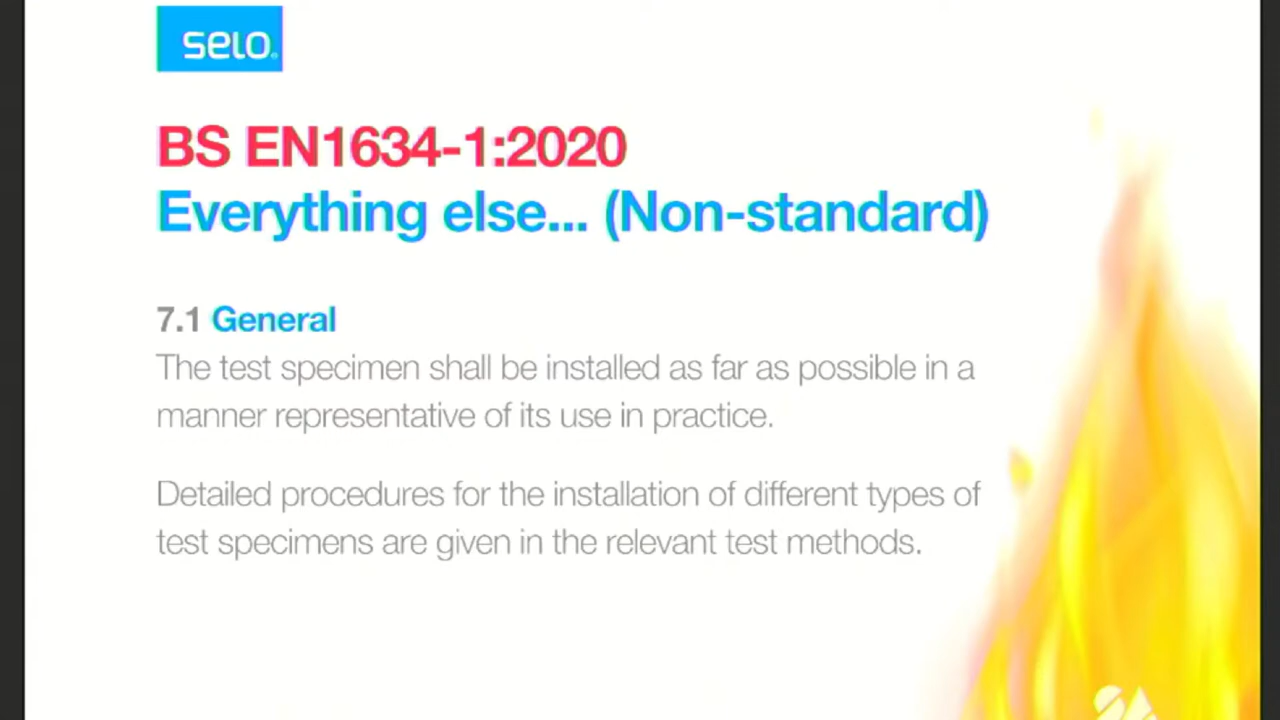 selo
BS EN1634-1:2020
Everything else... (Non-standard)
7.1 General
The test specimen shall be installed as far as possible in a
manner representative of its use in practice.
Detailed procedures for the installation of different types of
test specimens are given in the relevant test methods.